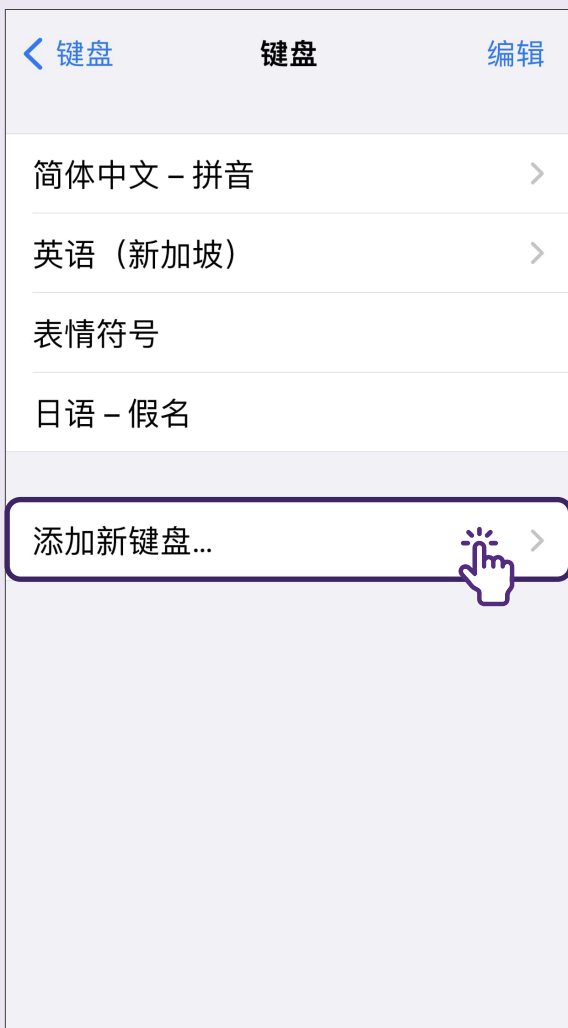 键盘 键盘 编辑
简体中文 – 拼音
英语（新加坡）
表情符号
日语 – 假名
添加新键盘...